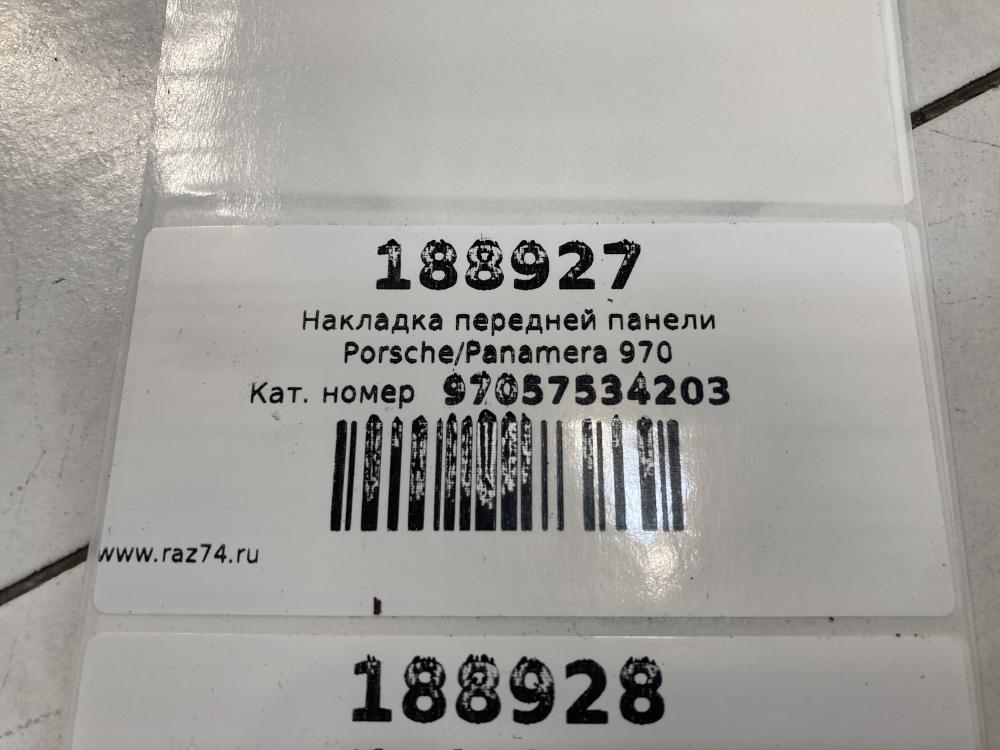 188927
Накладка передней панели
Porsche/Panamera 970
Кат. номер 97057534203
www.raz74.ru
188928